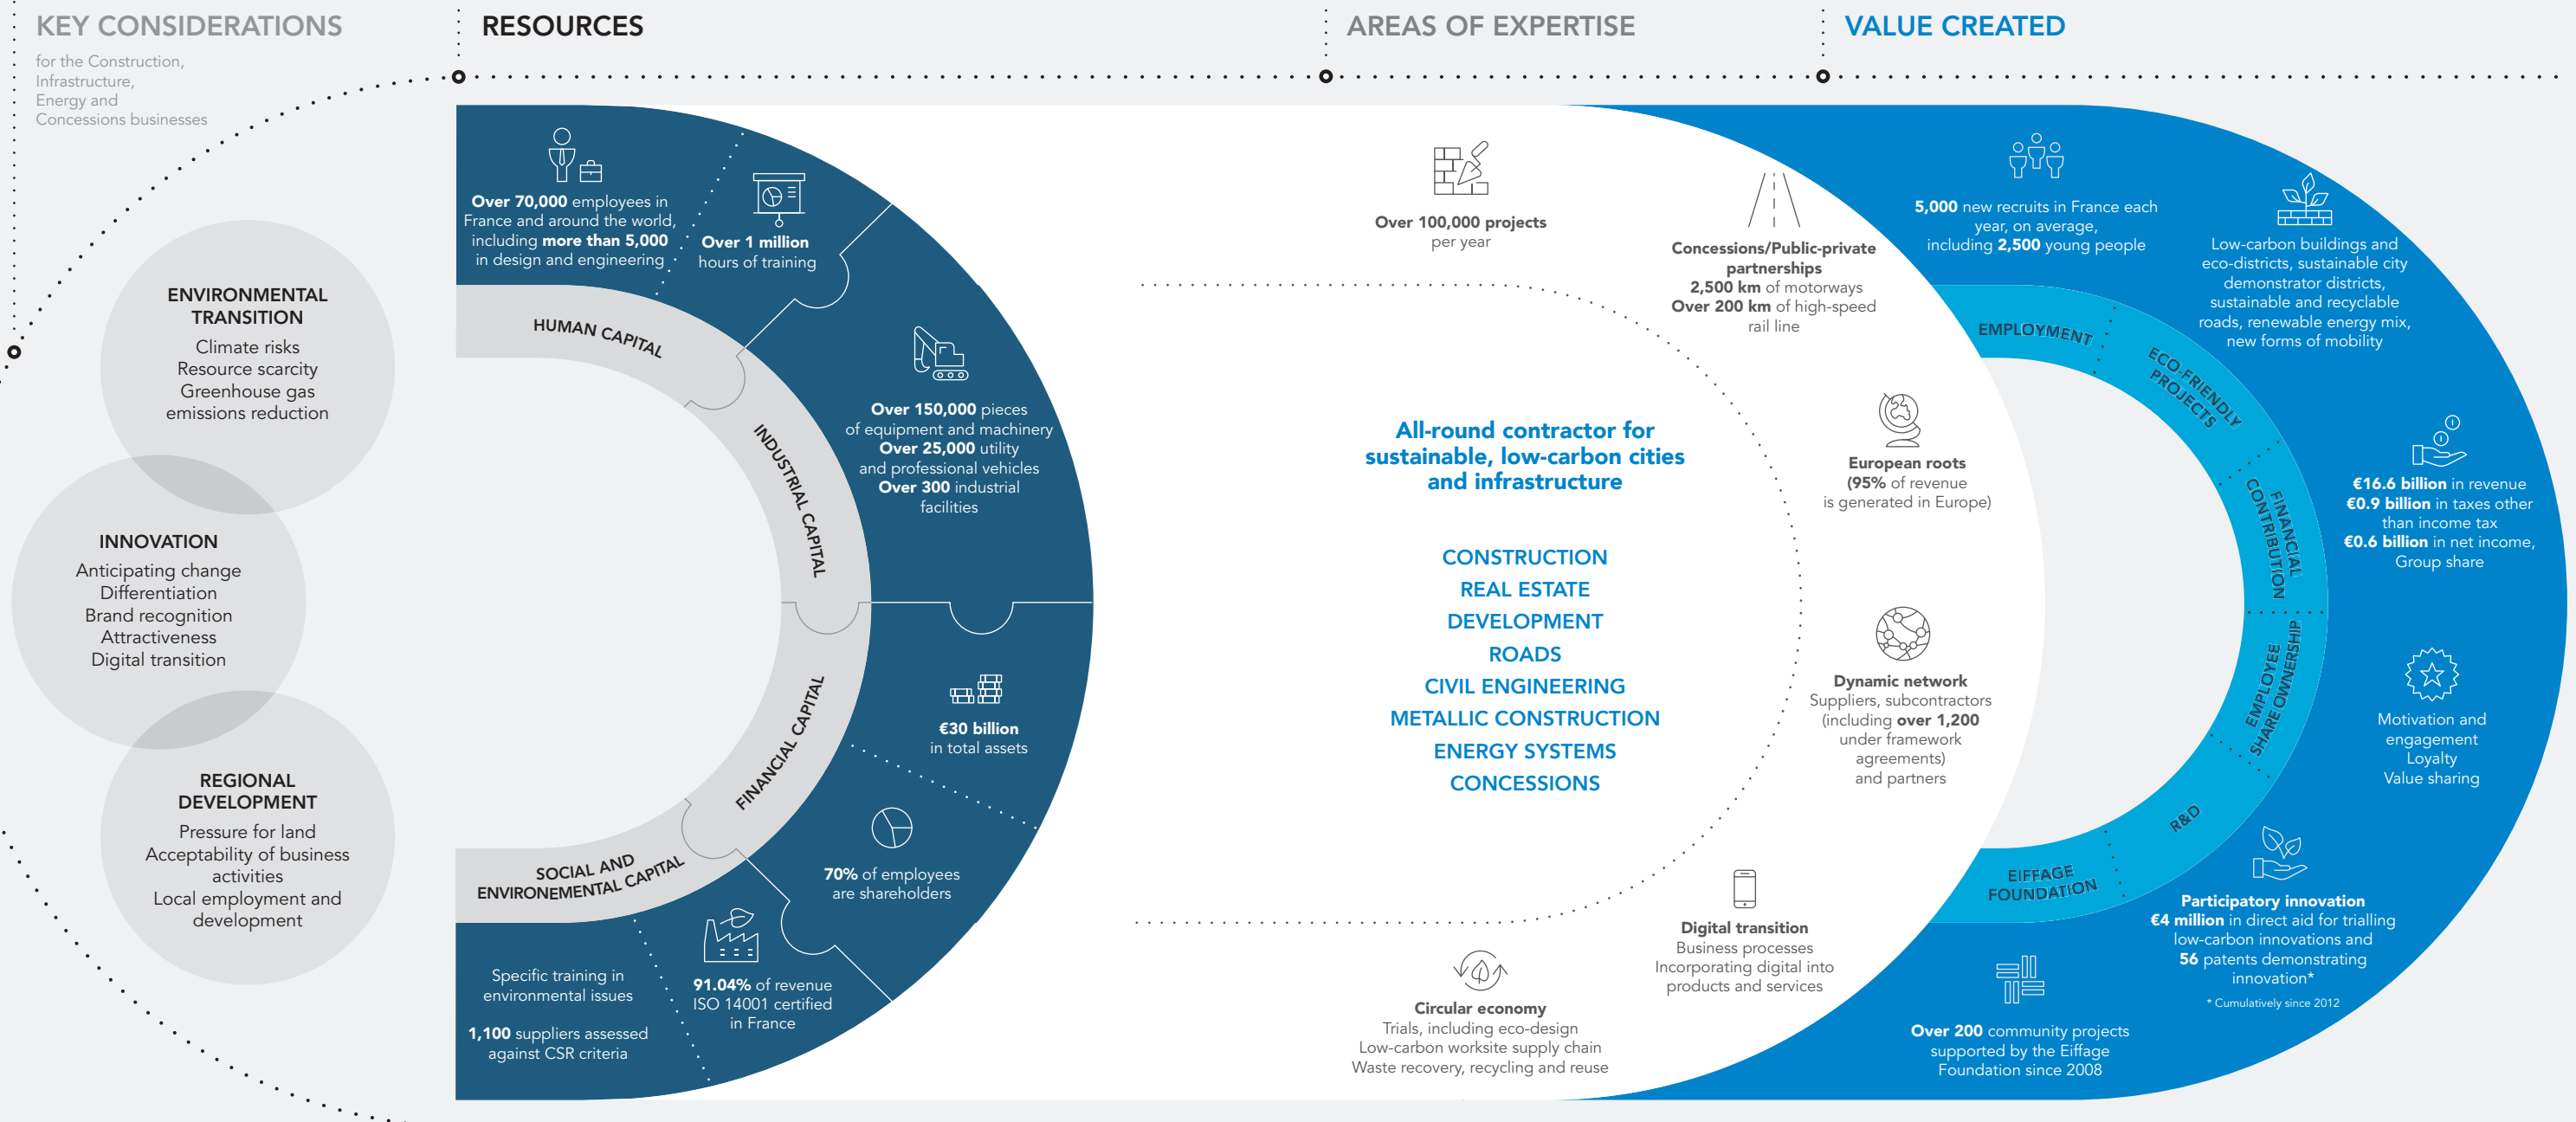 KEY CONSIDERATIONS
for the Construction,
Infrastructure,
Energy and
Concessions businesses
ENVIRONMENTAL
TRANSITION
Climate risks
Resource scarcity
Greenhouse gas
emissions reduction
INNOVATION
Anticipating change
Differentiation
Brand recognition
Attractiveness
Digital transition
REGIONAL
DEVELOPMENT
Pressure for land
Acceptability of business
activities
Local employment and
development
RESOURCES
HUMAN CAPITAL
Over 70,000 employees in
France and around the world,
including more than 5,000
in design and engineering
Over 1 million
hours of training
INDUSTRIAL CAPITAL
Over 150,000 pieces
of equipment and machinery
Over 25,000 utility
and professional vehicles
Over 300 industrial
facilities
FINANCIAL CAPITAL
€30 billion
in total assets
70% of employees
are shareholders
SOCIAL AND
ENVIRONEMENTAL CAPITAL
91.04% of revenue
ISO 14001 certified
in France
Specific training in
environmental issues
1,100 suppliers assessed
against CSR criteria
AREAS OF EXPERTISE
Over 100,000 projects
per year
Concessions/Public-private
partnerships
2,500 km of motorways
Over 200 km of high-speed
rail line
European roots
(95% of revenue
is generated in Europe)
All-round contractor for
sustainable, low-carbon cities
and infrastructure
CONSTRUCTION
REAL ESTATE
DEVELOPMENT
ROADS
CIVIL ENGINEERING
METALLIC CONSTRUCTION
ENERGY SYSTEMS
CONCESSIONS
Dynamic network
Suppliers, subcontractors
(including over 1,200
under framework
agreements)
and partners
Digital transition
Business processes
Incorporating digital into
products and services
Circular economy
Trials, including eco-design
Low-carbon worksite supply chain
Waste recovery, recycling and reuse
VALUE CREATED
EMPLOYMENT
5,000 new recruits in France each
year, on average,
including 2,500 young people
ECO-FRIENDLY
PROJECTS
Low-carbon buildings and
eco-districts, sustainable city
demonstrator districts,
sustainable and recyclable
roads, renewable energy mix,
new forms of mobility
FINANCIAL
CONTRIBUTION
€16.6 billion in revenue
€0.9 billion in taxes other
than income tax
€0.6 billion in net income,
Group share
EMPLOYEE
SHARE OWNERSHIP
Motivation and
engagement
Loyalty
Value sharing
R&D
Participatory innovation
€4 million in direct aid for trialling
low-carbon innovations and
56 patents demonstrating
innovation*
* Cumulatively since 2012
EIFFAGE
FOUNDATION
Over 200 community projects
supported by the Eiffage
Foundation since 2008